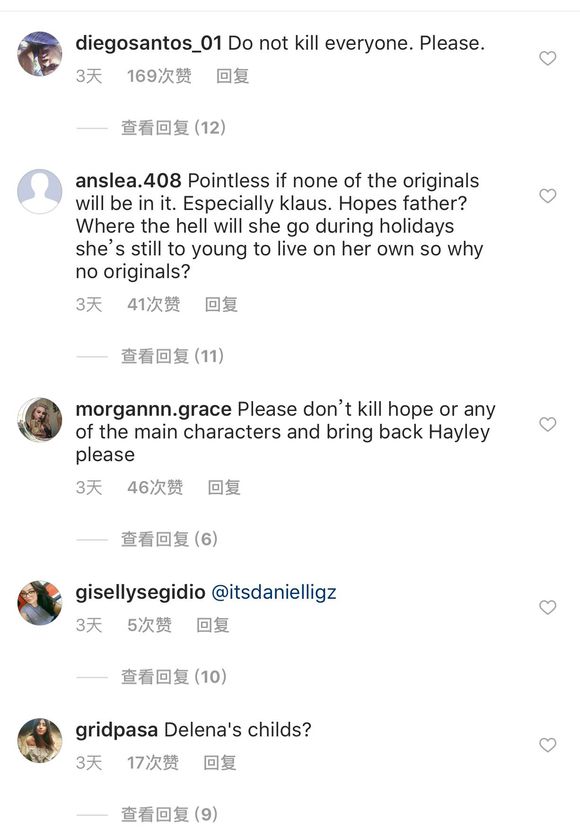 diegosantos_01 Do not kill everyone. Please.
3天 169次赞 回复
查看回复 (12)
anslea.408 Pointless if none of the originals
will be in it. Especially klaus. Hopes father?
Where the hell will she go during holidays
she’s still to young to live on her own so why
no originals?
3天 41次赞 回复
查看回复 (11)
morgannn.grace Please don’t kill hope or any
of the main characters and bring back Hayley
please
3天 46次赞 回复
查看回复 (6)
gisellysegidio @itsdanielligz
3天 5次赞 回复
查看回复 (10)
gridpasa Delena's childs?
3天 17次赞 回复
查看回复 (9)